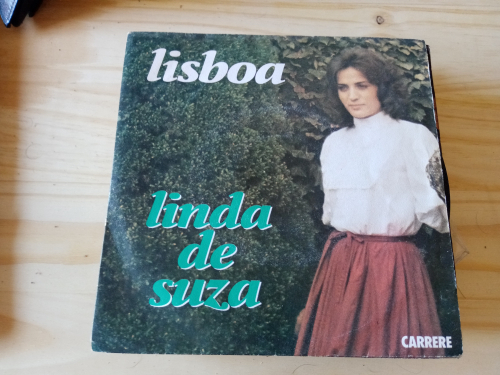 lisboa
linda
de
suza
CARRERE